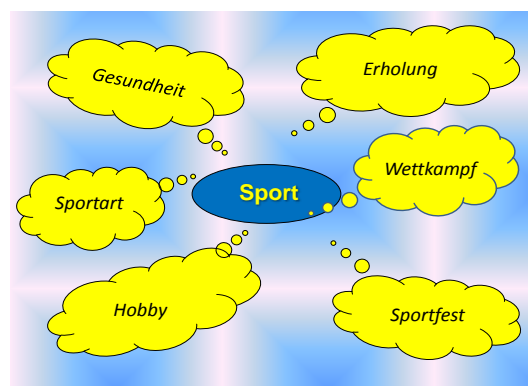 Gesundheit
Erholung
Wettkampf
Sportart
Sport
Hobby
Sportfest